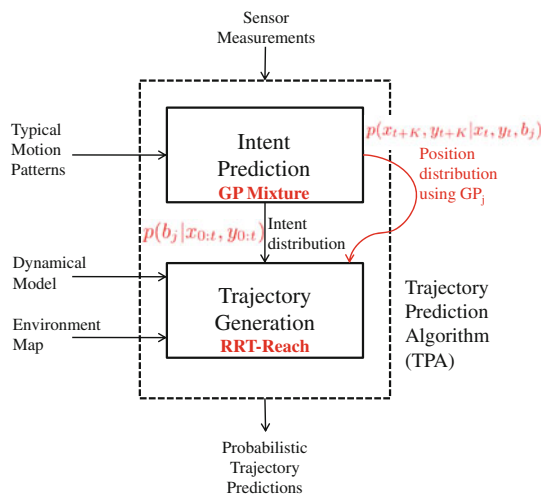 Sensor
Measurements
Typical
Motion
Patterns
Intent
Prediction
GP Mixture
p(x_{t+K}, y_{t+K}|x_t, y_t, b_j)
Position
distribution
using GP_j
p(b_j|x_{0:t}, y_{0:t})
Intent
distribution
Dynamical
Model
Environment
Map
Trajectory
Generation
RRT-Reach
Trajectory
Prediction
Algorithm
(TPA)
Probabilistic
Trajectory
Predictions